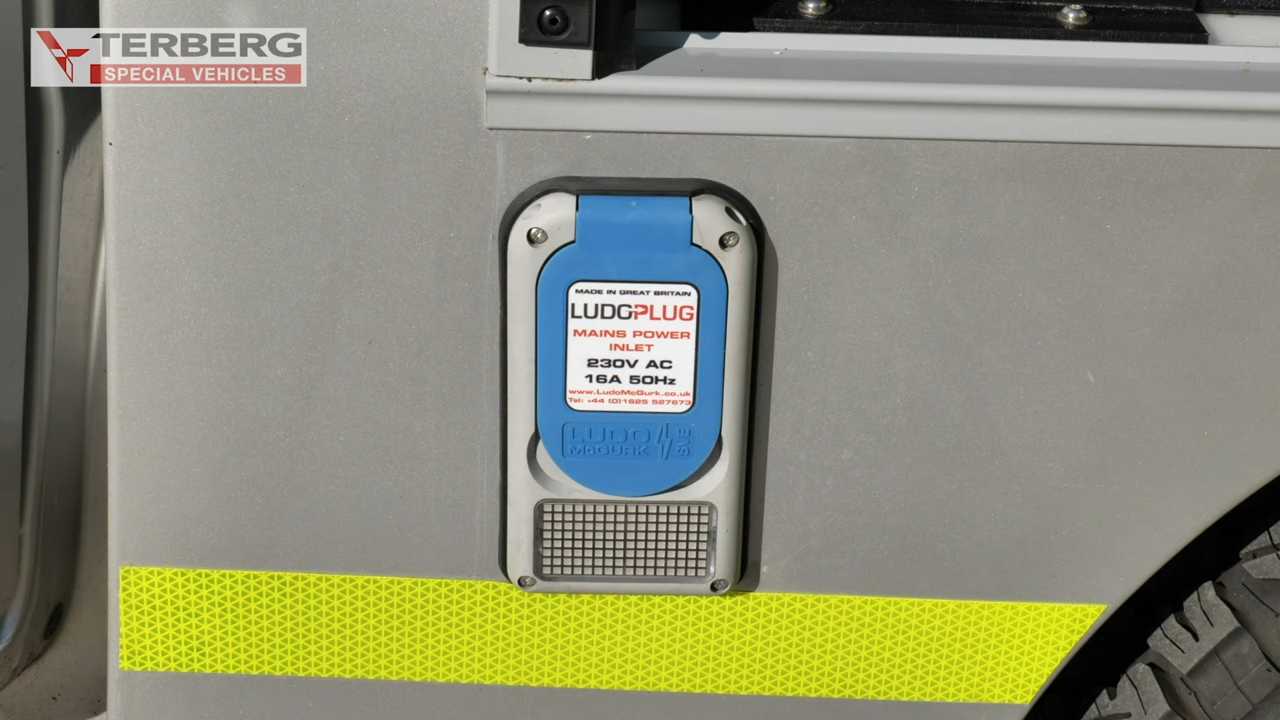 TERBERG
SPECIAL VEHICLES
MADE IN GREAT BRITAIN
LUDOPLUG
MAINS POWER
INLET
230V AC
16A 50Hz
www.LudoMcGurk.co.uk
Tel: +44 (0)1625 527673
LUDO
McGURK
SVE